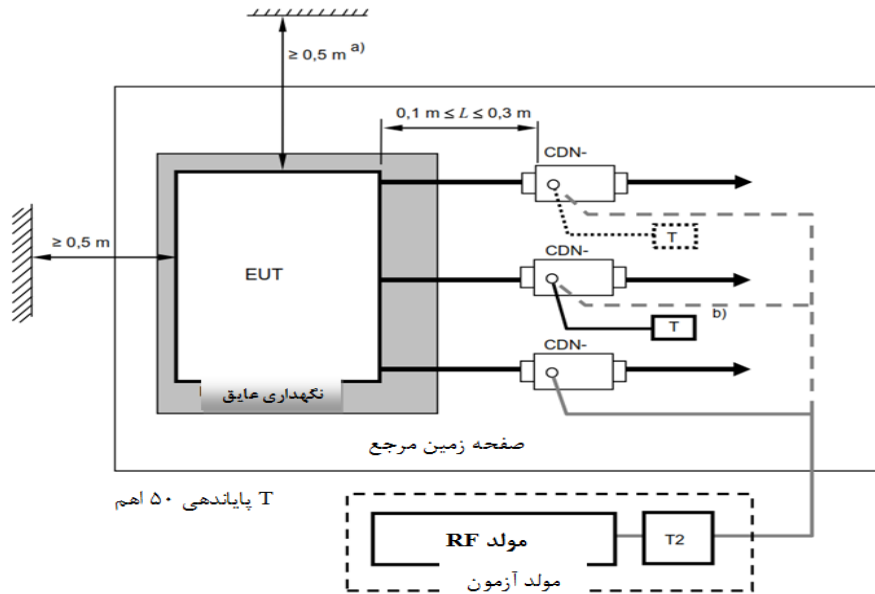 ≥ 0,5 m a)
0,1 m ≤ L ≤ 0,3 m
CDN-
≥ 0,5 m
T
EUT
CDN-
b)
T
CDN-
نگهداری عایق
صفحه زمین مرجع
T پایاندهی ۵۰ اهم
مولد RF
T2
مولد آزمون